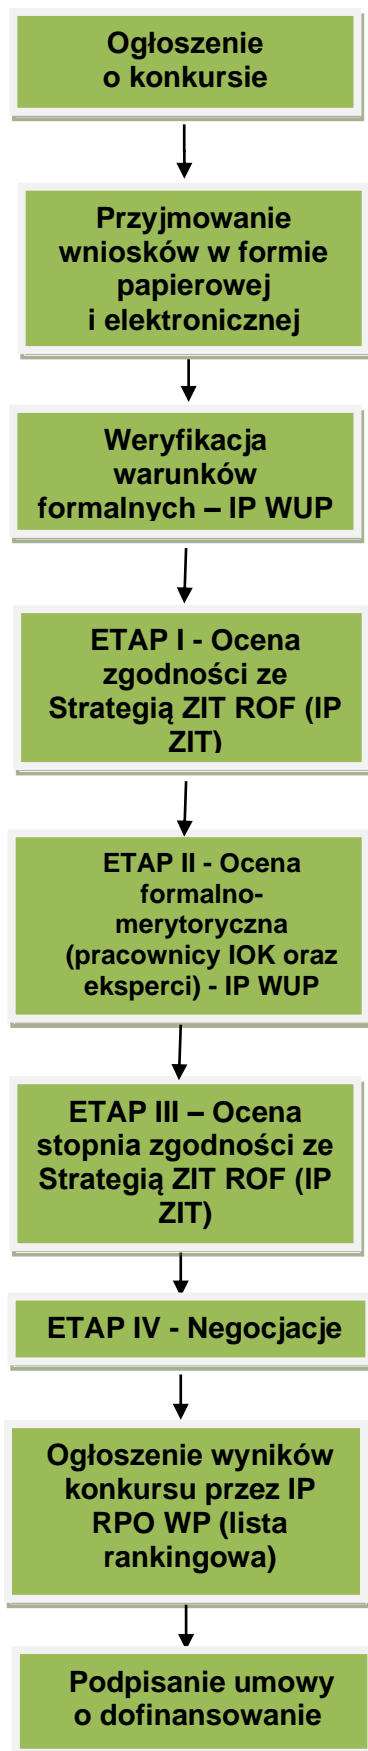 Ogłoszenie
o konkursie
Przyjmowanie
wniosków w formie
papierowej
i elektronicznej
Weryfikacja
warunków
formalnych – IP WUP
ETAP I - Ocena
zgodności ze
Strategią ZIT ROF (IP
ZIT)
ETAP II - Ocena
formalno-
merytoryczna
(pracownicy IOK oraz
eksperci) - IP WUP
ETAP III – Ocena
stopnia zgodności ze
Strategią ZIT ROF (IP
ZIT)
ETAP IV - Negocjacje
Ogłoszenie wyników
konkursu przez IP
RPO WP (lista
rankingowa)
Podpisanie umowy
o dofinansowanie